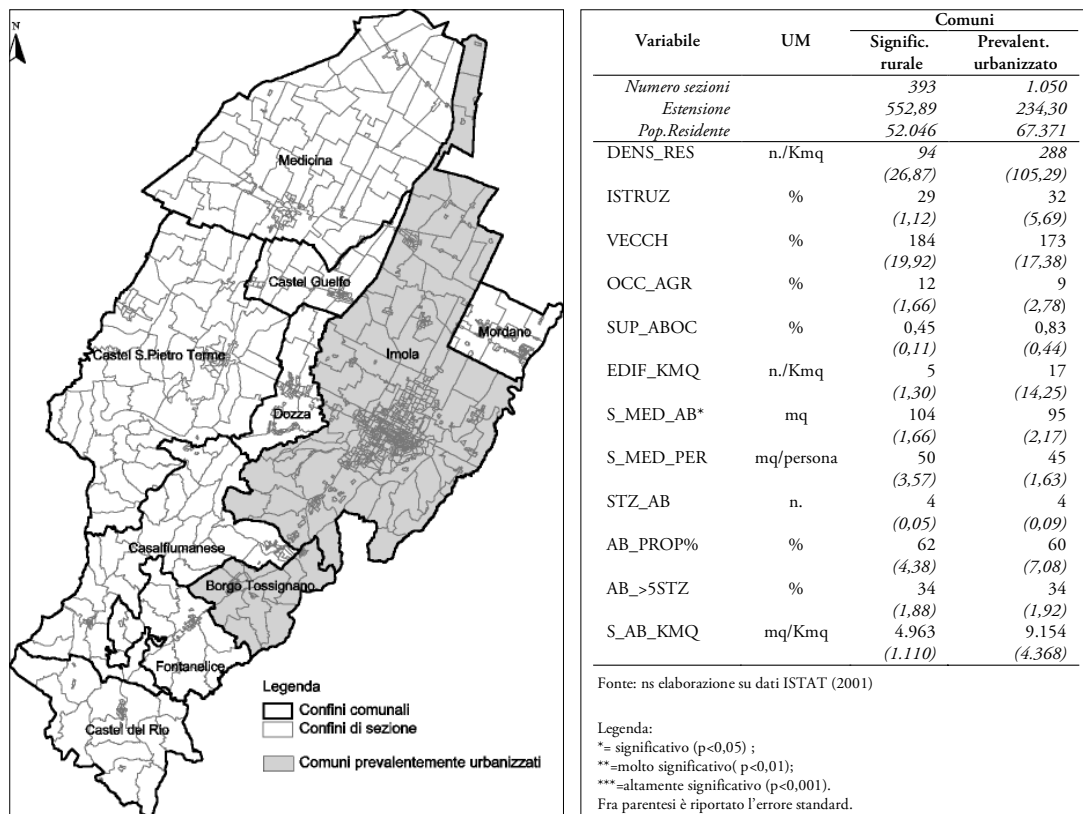 N
Medicina
Castel Guelfo
Mordano
Imola
Castel S.Pietro Terme
Dozza
Casalfiumanese
Borgo Tossignano
Fontanelice
Castel del Rio
Legenda
Confini comunali
Confini di sezione
Comuni prevalentemente urbanizzati
Comuni
Variabile UM Signific. rurale Prevalent. urbanizzato
Numero sezioni 393 1.050
Estensione 552,89 234,30
Pop.Residente 52.046 67.371
DENS_RES n./Kmq 94 288
(26,87) (105,29)
ISTRUZ % 29 32
(1,12) (5,69)
VECCH % 184 173
(19,92) (17,38)
OCC_AGR % 12 9
(1,66) (2,78)
SUP_ABOC % 0,45 0,83
(0,11) (0,44)
EDIF_KMQ n./Kmq 5 17
(1,30) (14,25)
S_MED_AB* mq 104 95
(1,66) (2,17)
S_MED_PER mq/persona 50 45
(3,57) (1,63)
STZ_AB n. 4 4
(0,05) (0,09)
AB_PROP% % 62 60
(4,38) (7,08)
AB_>5STZ % 34 34
(1,88) (1,92)
S_AB_KMQ mq/Kmq 4.963 9.154
(1.110) (4.368)
Fonte: ns elaborazione su dati ISTAT (2001)
Legenda:
*= significativo (p<0,05) ;
**=molto significativo( p<0,01);
***=altamente significativo (p<0,001).
Fra parentesi è riportato l'errore standard.